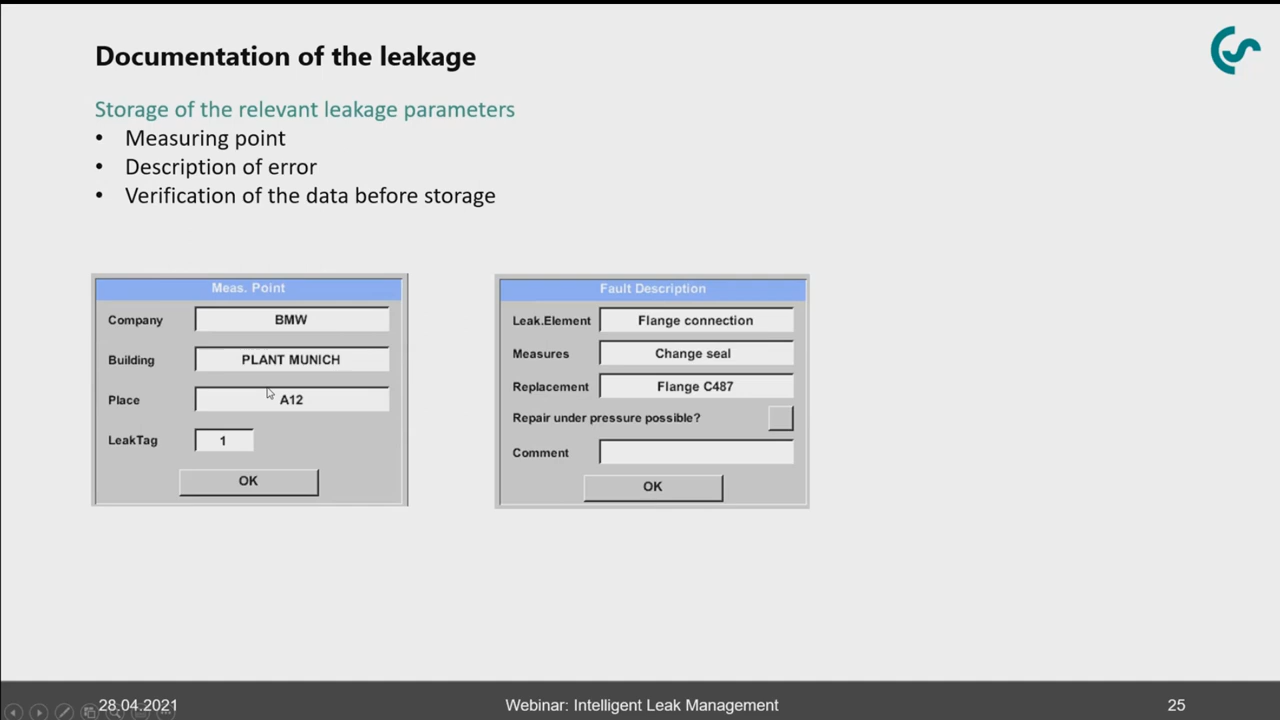 Documentation of the leakage
Storage of the relevant leakage parameters
• Measuring point
• Description of error
• Verification of the data before storage
Meas. Point
Company BMW
Building PLANT MUNICH
Place A12
LeakTag 1
OK
Fault Description
Leak.Element Flange connection
Measures Change seal
Replacement Flange C487
Repair under pressure possible?
Comment
OK
28.04.2021 Webinar: Intelligent Leak Management 25